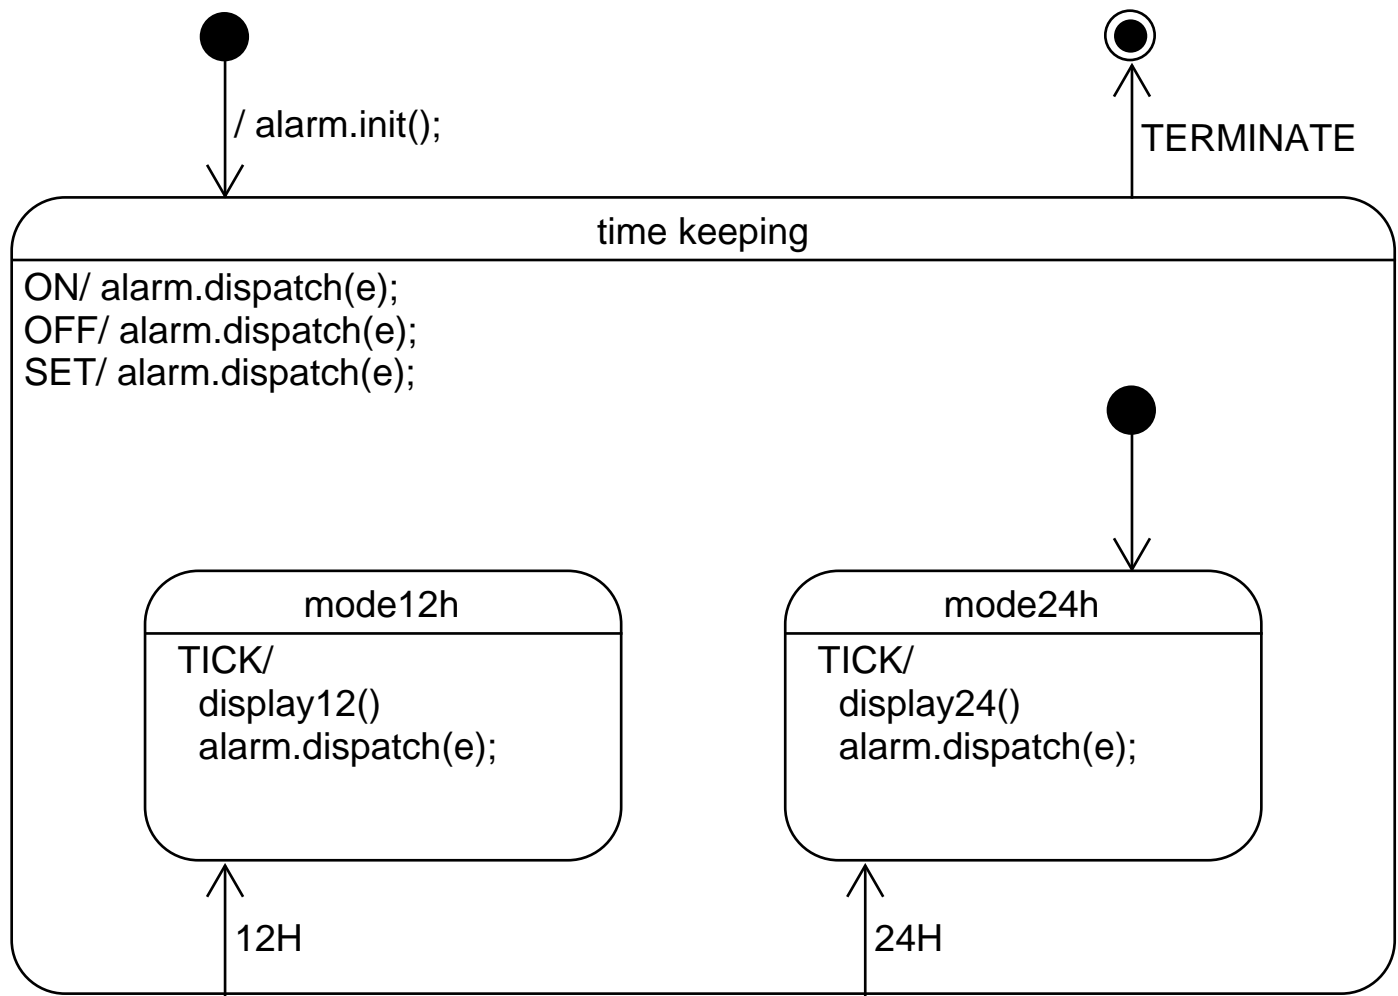 / alarm.init();
TERMINATE
time keeping
ON/ alarm.dispatch(e);
OFF/ alarm.dispatch(e);
SET/ alarm.dispatch(e);
mode12h
TICK/
display12()
alarm.dispatch(e);
mode24h
TICK/
display24()
alarm.dispatch(e);
12H
24H